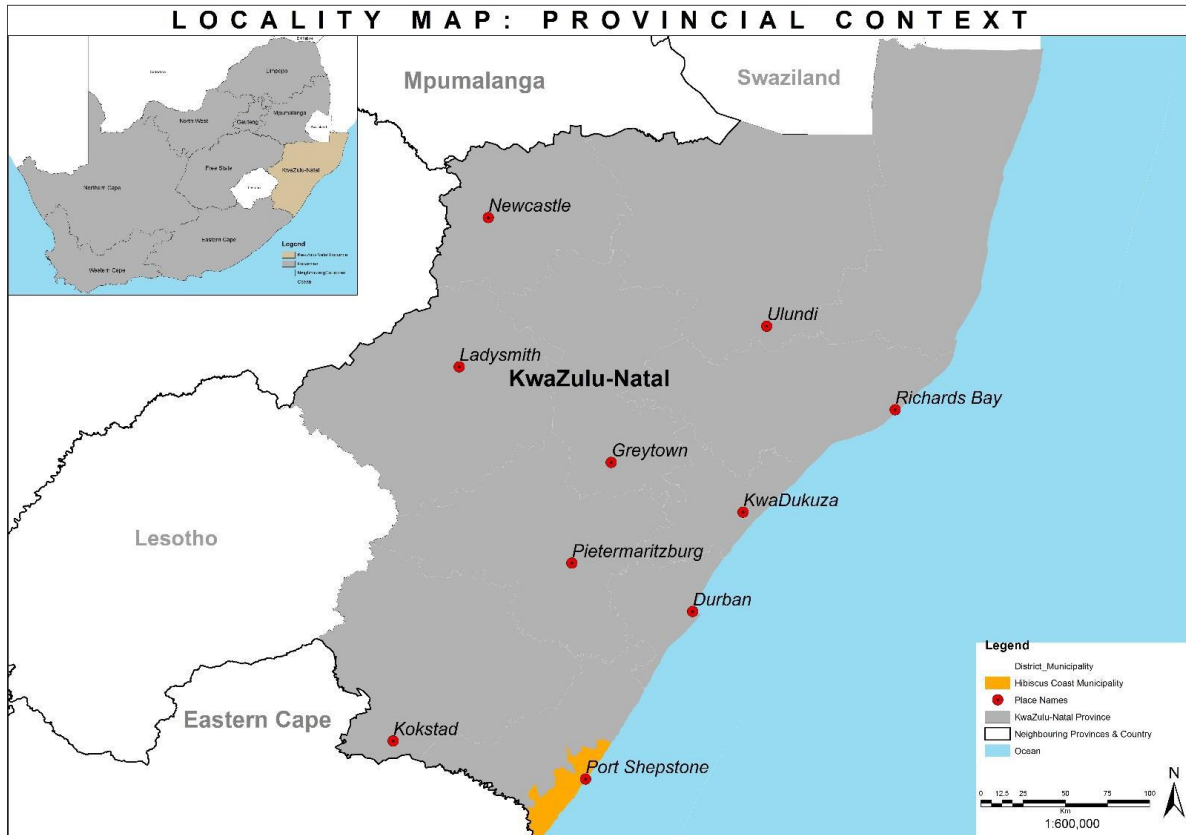 LOCALITY MAP: PROVINCIAL CONTEXT
Limpopo
North West
Gauteng
Mpumalanga
Free State
KwaZulu-Natal
Northern Cape
Eastern Cape
Western Cape
Legend
Ocean
Mpumalanga
Swaziland
Newcastle
Ulundi
Ladysmith
KwaZulu-Natal
Richards Bay
Greytown
KwaDukuza
Lesotho
Pietermaritzburg
Durban
Eastern Cape
Kokstad
Port Shepstone
Legend
District_Municipality
Hibiscus Coast Municipality
Place Names
KwaZulu-Natal Province
Neighbouring Provinces & Country
Ocean
N
0 12.5 25 50 75 100
Km
1:600,000